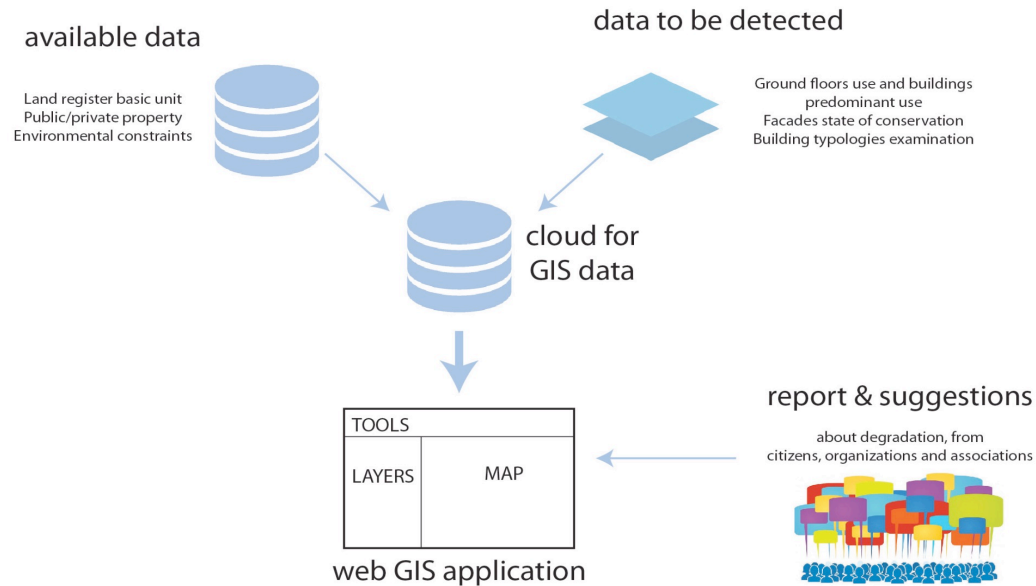 available data
Land register basic unit
Public/private property
Environmental constraints
data to be detected
Ground floors use and buildings
predominant use
Facades state of conservation
Building typologies examination
cloud for
GIS data
TOOLS
LAYERS
MAP
web GIS application
report & suggestions
about degradation, from
citizens, organizations and associations